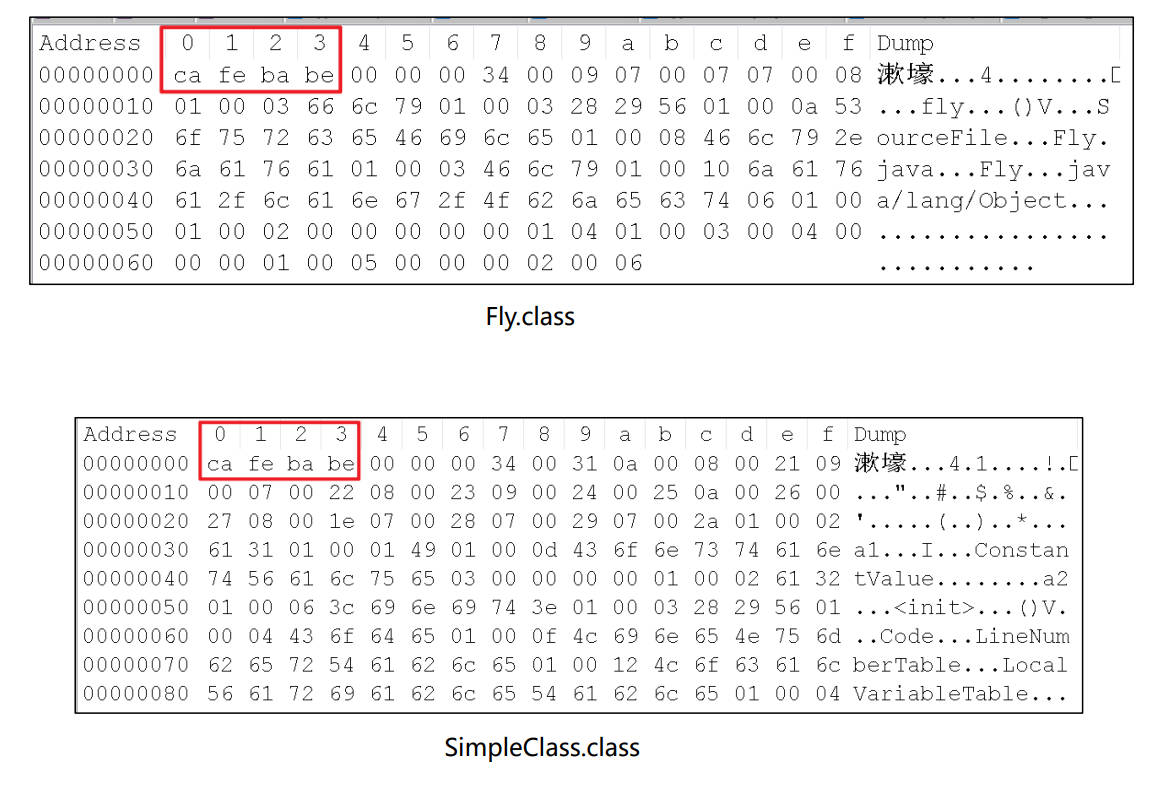 Address 0 1 2 3 4 5 6 7 8 9 a b c d e f Dump
00000000 ca fe ba be 00 00 00 34 00 09 07 00 07 07 00 08 漱壕...4........
00000010 01 00 03 66 6c 79 01 00 03 28 29 56 01 00 0a 53 ...fly...()V...S
00000020 6f 75 72 63 65 46 69 6c 65 01 00 08 46 6c 79 2e ourceFile...Fly.
00000030 6a 61 76 61 01 00 03 46 6c 79 01 00 10 6a 61 76 java...Fly...jav
00000040 61 2f 6c 61 6e 67 2f 4f 62 6a 65 63 74 06 01 00 a/lang/Object...
00000050 01 00 02 00 00 00 00 00 01 04 01 00 03 00 04 00 ................
00000060 00 00 01 00 05 00 00 00 02 00 06 ...........
Fly.class
Address 0 1 2 3 4 5 6 7 8 9 a b c d e f Dump
00000000 ca fe ba be 00 00 00 34 00 31 0a 00 08 00 21 09 漱壕...4.1....!.
00000010 00 07 00 22 08 00 23 09 00 24 00 25 0a 00 26 00 ..."..#..$.%..&.
00000020 27 08 00 1e 07 00 28 07 00 29 07 00 2a 01 00 02 '.....(..)..*...
00000030 61 31 01 00 01 49 01 00 0d 43 6f 6e 73 74 61 6e a1...I...Constan
00000040 74 56 61 6c 75 65 03 00 00 00 00 01 00 02 61 32 tValue........a2
00000050 01 00 06 3c 69 6e 69 74 3e 01 00 03 28 29 56 01 ...<init>...()V.
00000060 00 04 43 6f 64 65 01 00 0f 4c 69 6e 65 4e 75 6d ..Code...LineNum
00000070 62 65 72 54 61 62 6c 65 01 00 12 4c 6f 63 61 6c berTable...Local
00000080 56 61 72 69 61 62 6c 65 54 61 62 6c 65 01 00 04 VariableTable...
SimpleClass.class